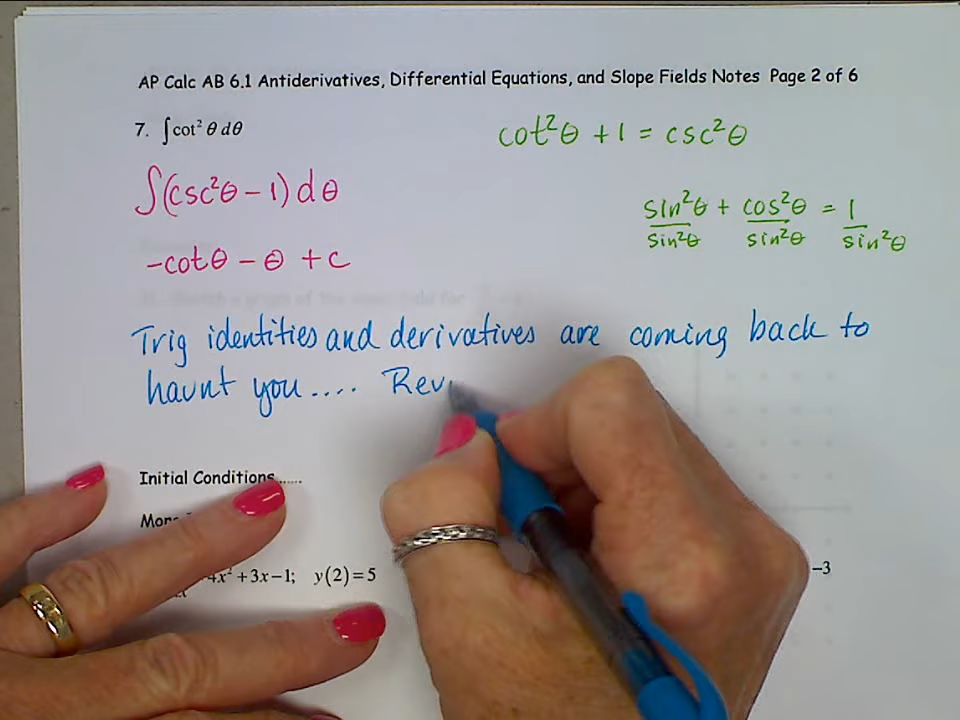 AP Calc AB 6.1 Antiderivatives, Differential Equations, and Slope Fields Notes Page 2 of 6
7. ∫cot² θ dθ
cot²θ + 1 = csc²θ
∫(csc²θ − 1) dθ
sin²θ/sin²θ + cos²θ/sin²θ = 1/sin²θ
-cotθ − θ + c
Trig identities and derivatives are coming back to
haunt you.... Rev
Initial Conditions......
4x² + 3x − 1; y(2) = 5
−3